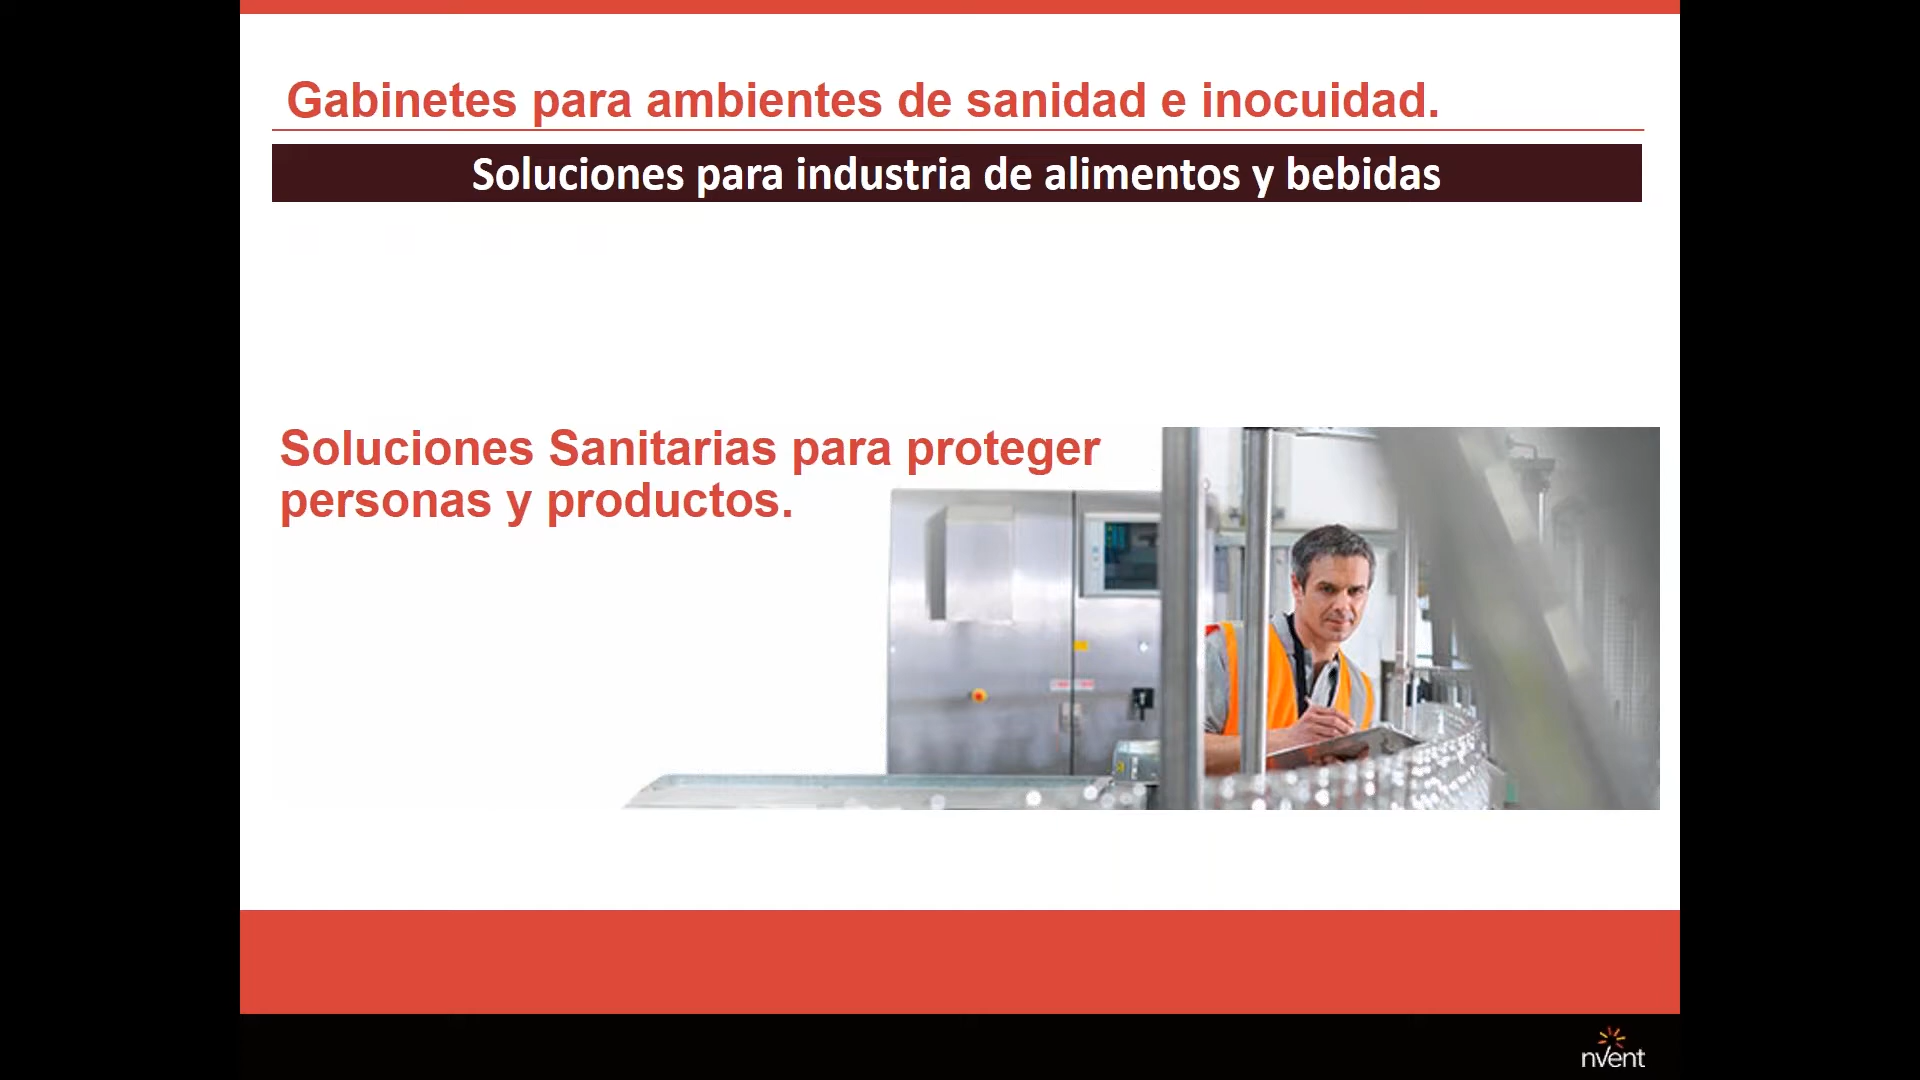 Gabinetes para ambientes de sanidad e inocuidad.
Soluciones para industria de alimentos y bebidas
Soluciones Sanitarias para proteger
personas y productos.
nVent